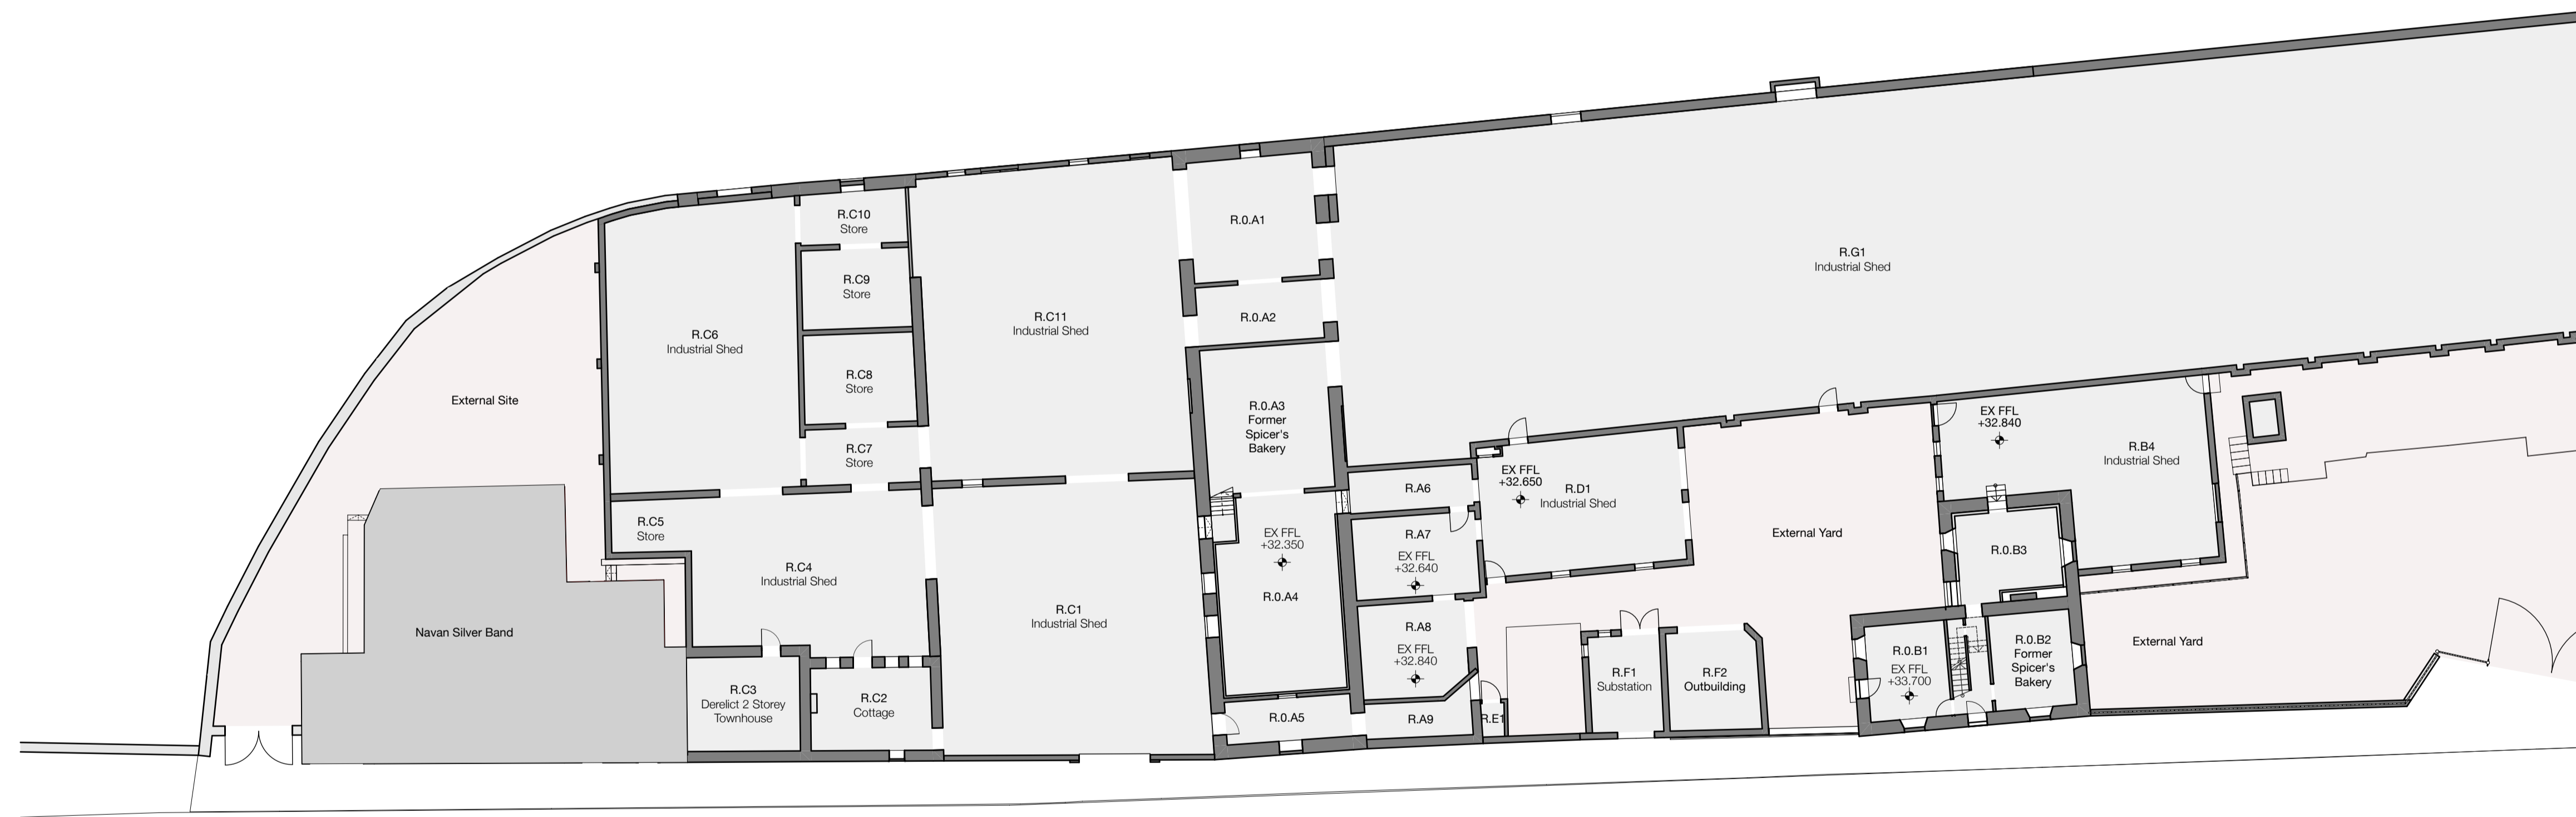 R.C10
Store
R.C9
Store
R.C6
Industrial Shed
R.C8
Store
R.C7
Store
External Site
R.C5
Store
R.C4
Industrial Shed
Navan Silver Band
R.C3
Derelict 2 Storey
Townhouse
R.C2
Cottage
R.C11
Industrial Shed
R.C1
Industrial Shed
R.0.A1
R.0.A2
R.0.A3
Former
Spicer's
Bakery
EX FFL
+32.350
R.0.A4
R.0.A5
R.G1
Industrial Shed
R.A6
R.A7
EX FFL
+32.640
R.A8
EX FFL
+32.840
R.A9
R.E1
EX FFL
+32.650
R.D1
Industrial Shed
External Yard
R.F1
Substation
R.F2
Outbuilding
EX FFL
+32.840
R.B4
Industrial Shed
R.0.B3
R.0.B1
EX FFL
+33.700
R.0.B2
Former
Spicer's
Bakery
External Yard